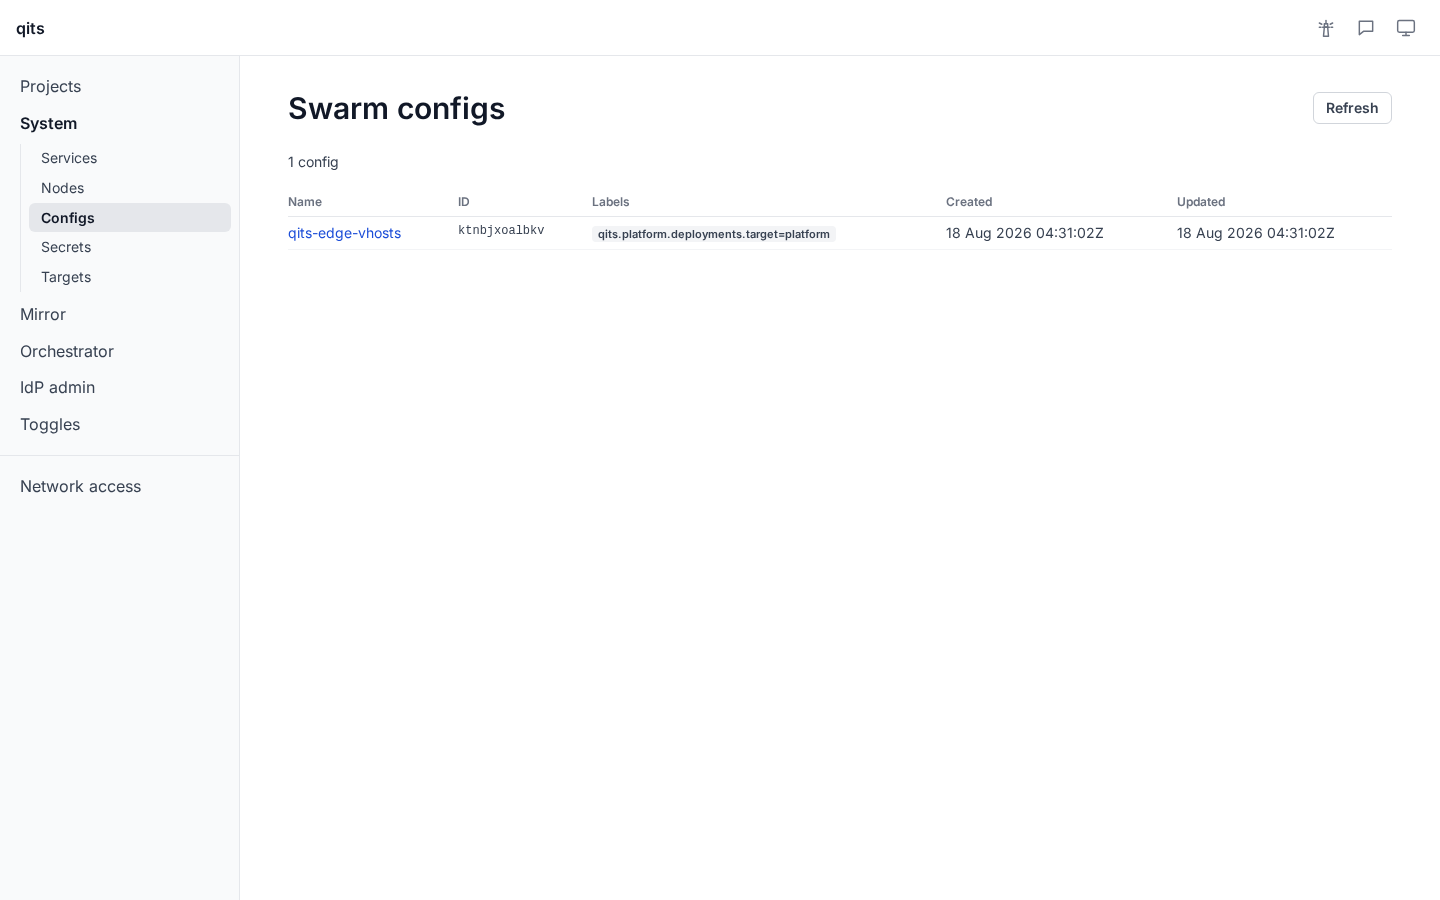 qits
Projects
System
Services
Nodes
Configs
Secrets
Targets
Mirror
Orchestrator
IdP admin
Toggles
Network access
Swarm configs
Refresh
1 config
Name ID Labels Created Updated
qits-edge-vhosts ktnbjxoalbkv qits.platform.deployments.target=platform 18 Aug 2026 04:31:02Z 18 Aug 2026 04:31:02Z